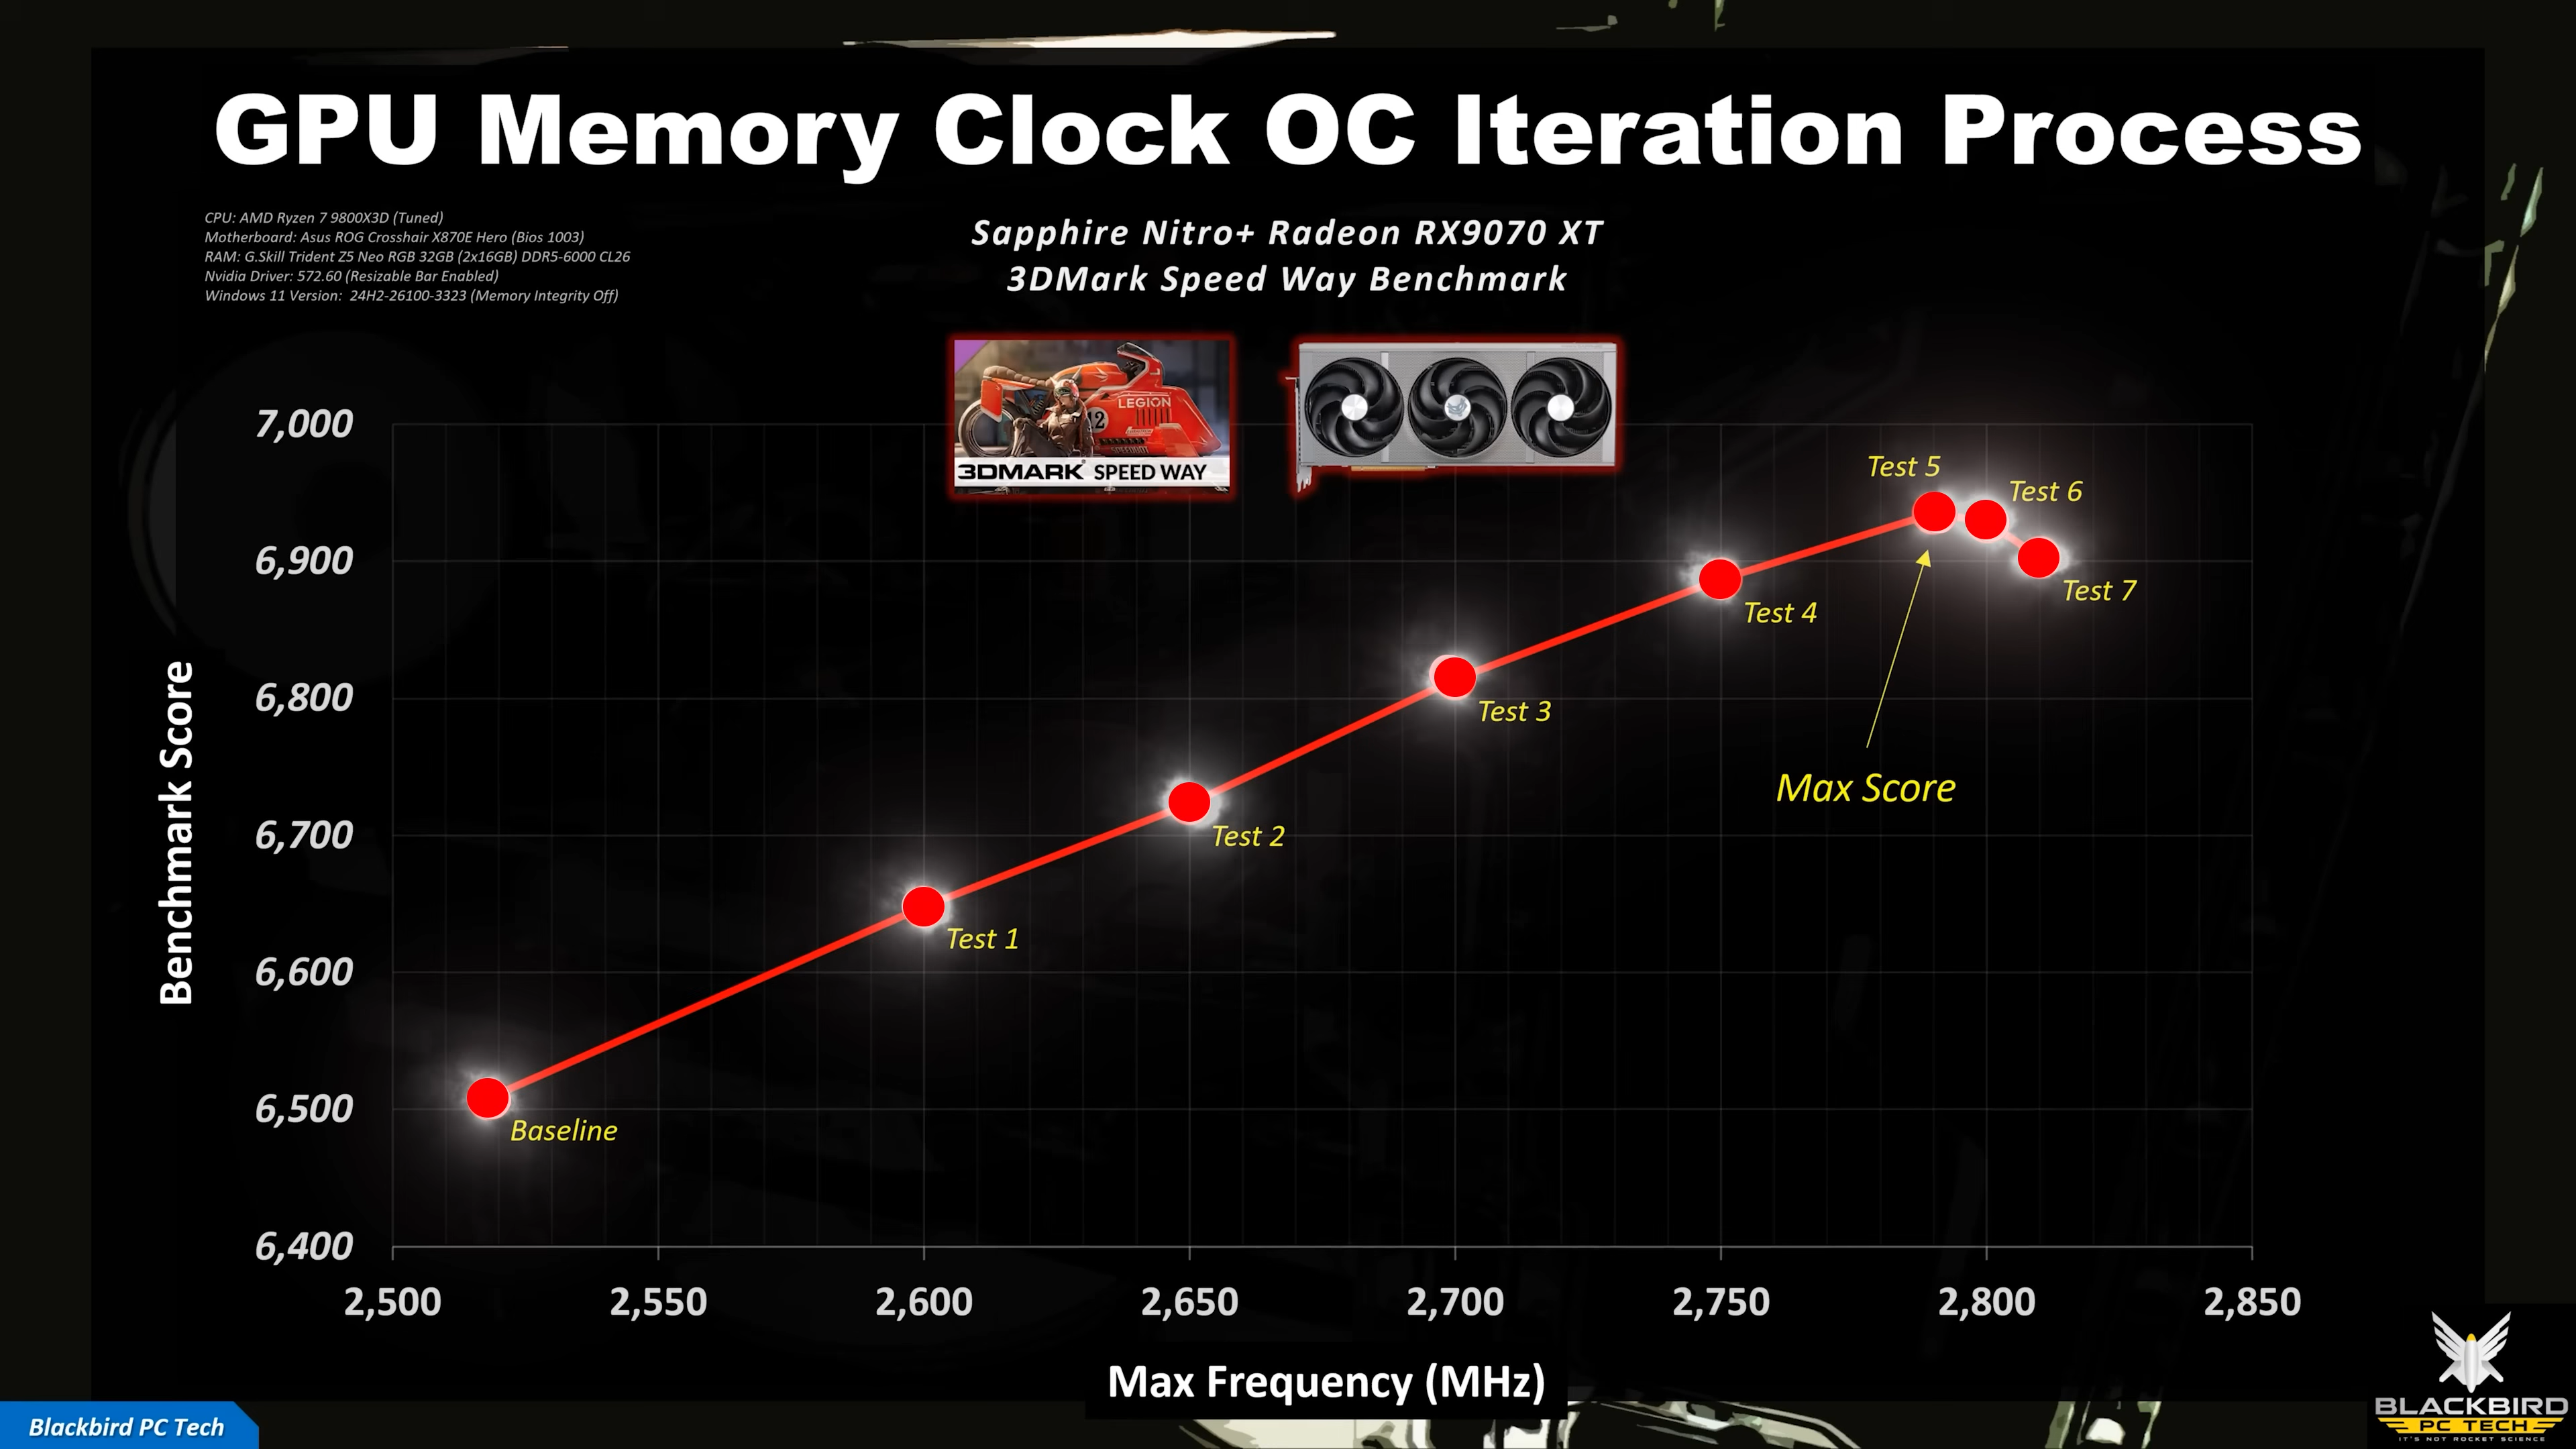 GPU Memory Clock OC Iteration Process
CPU: AMD Ryzen 7 9800X3D (Tuned)
Motherboard: Asus ROG Crosshair X870E Hero (Bios 1003)
RAM: G.Skill Trident Z5 Neo RGB 32GB (2x16GB) DDR5-6000 CL26
Nvidia Driver: 572.60 (Resizable Bar Enabled)
Windows 11 Version: 24H2-26100-3323 (Memory Integrity Off)
Sapphire Nitro+ Radeon RX9070 XT
3DMark Speed Way Benchmark
LEGION
12
3DMARK SPEED WAY
7,000
6,900
6,800
6,700
6,600
6,500
6,400
Benchmark Score
Baseline
Test 1
Test 2
Test 3
Test 4
Test 5
Test 6
Test 7
Max Score
2,500
2,550
2,600
2,650
2,700
2,750
2,800
2,850
Max Frequency (MHz)
Blackbird PC Tech
BLACKBIRD
PC TECH
IT'S NOT ROCKET SCIENCE